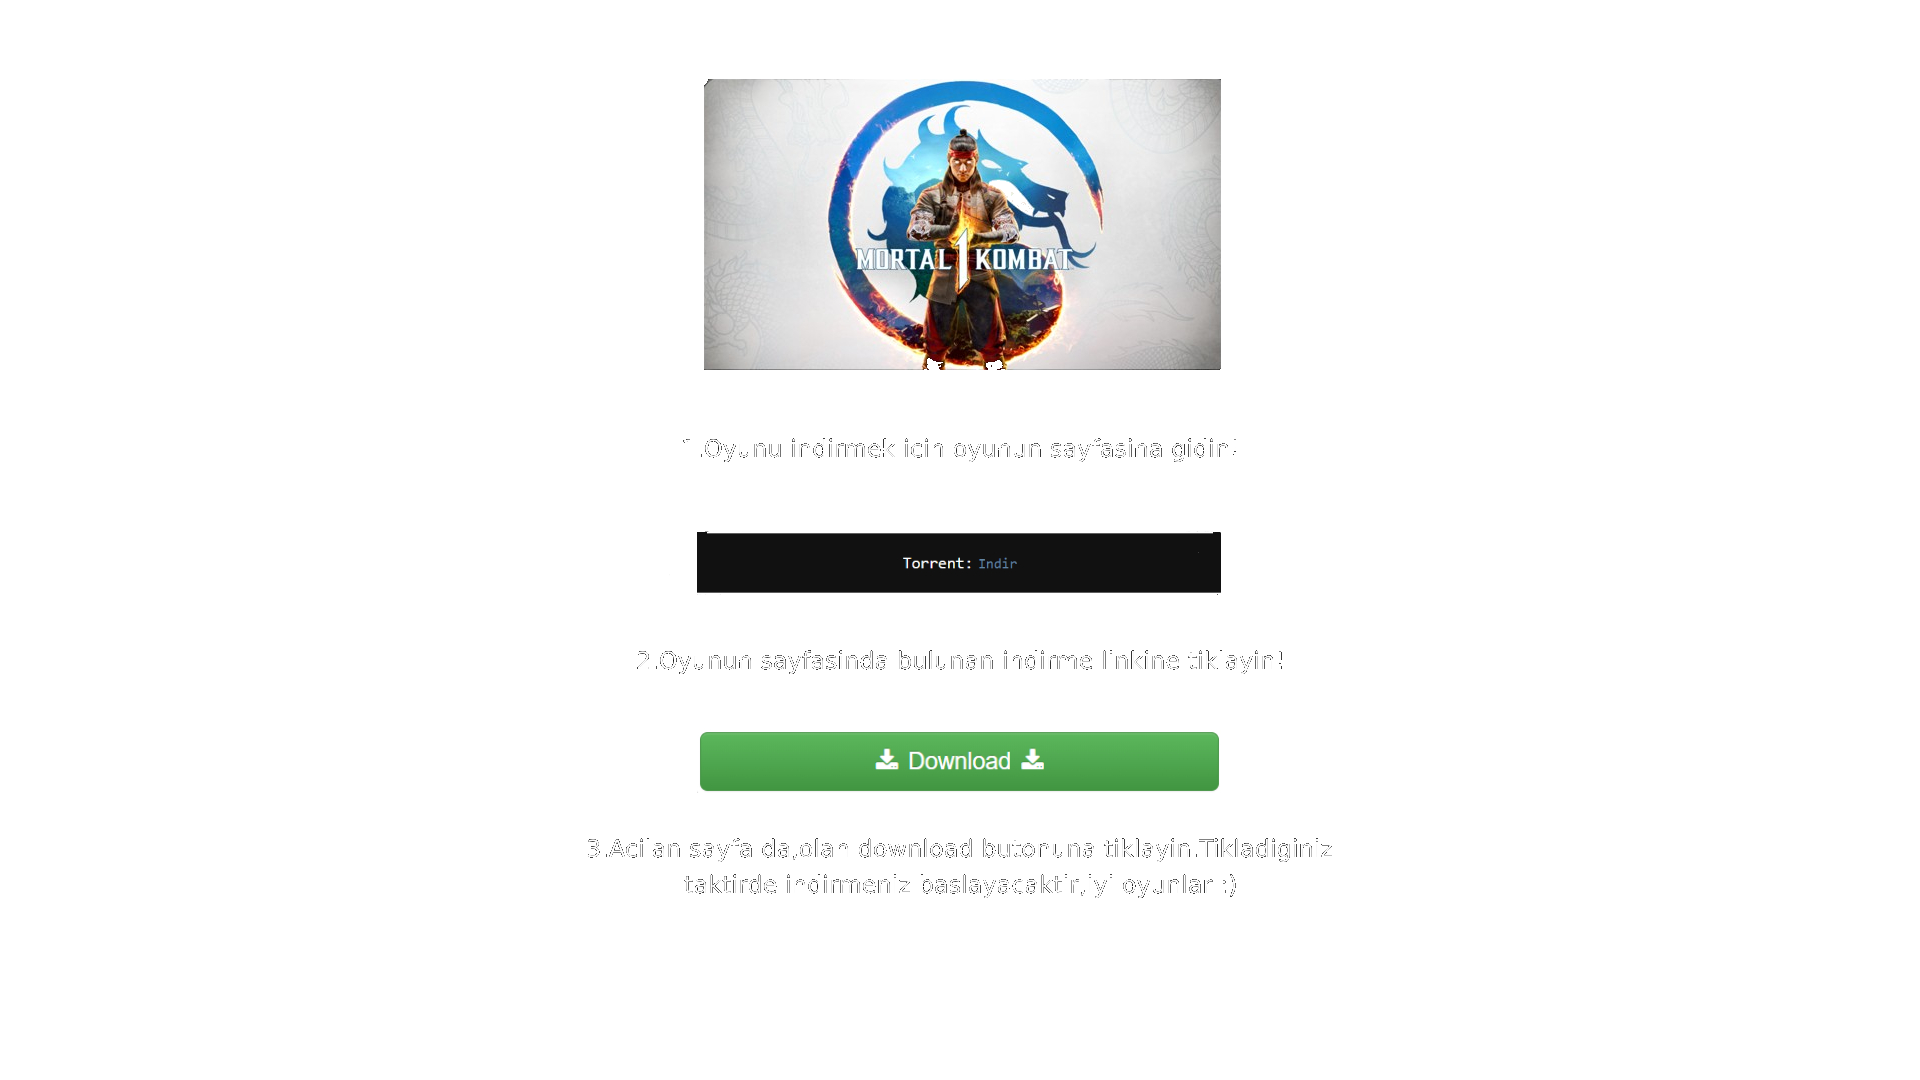 MORTAL 1 KOMBAT
1.Oyunu indirmek icin oyunun sayfasina gidin!
Torrent: Indir
2.Oyunun sayfasinda bulunan indirme linkine tiklayin!
Download
3.Acilan sayfa da,olan download butonuna tiklayin.Tikladiginiz
taktirde indirmeniz baslayacaktir,iyi oyunlar :)